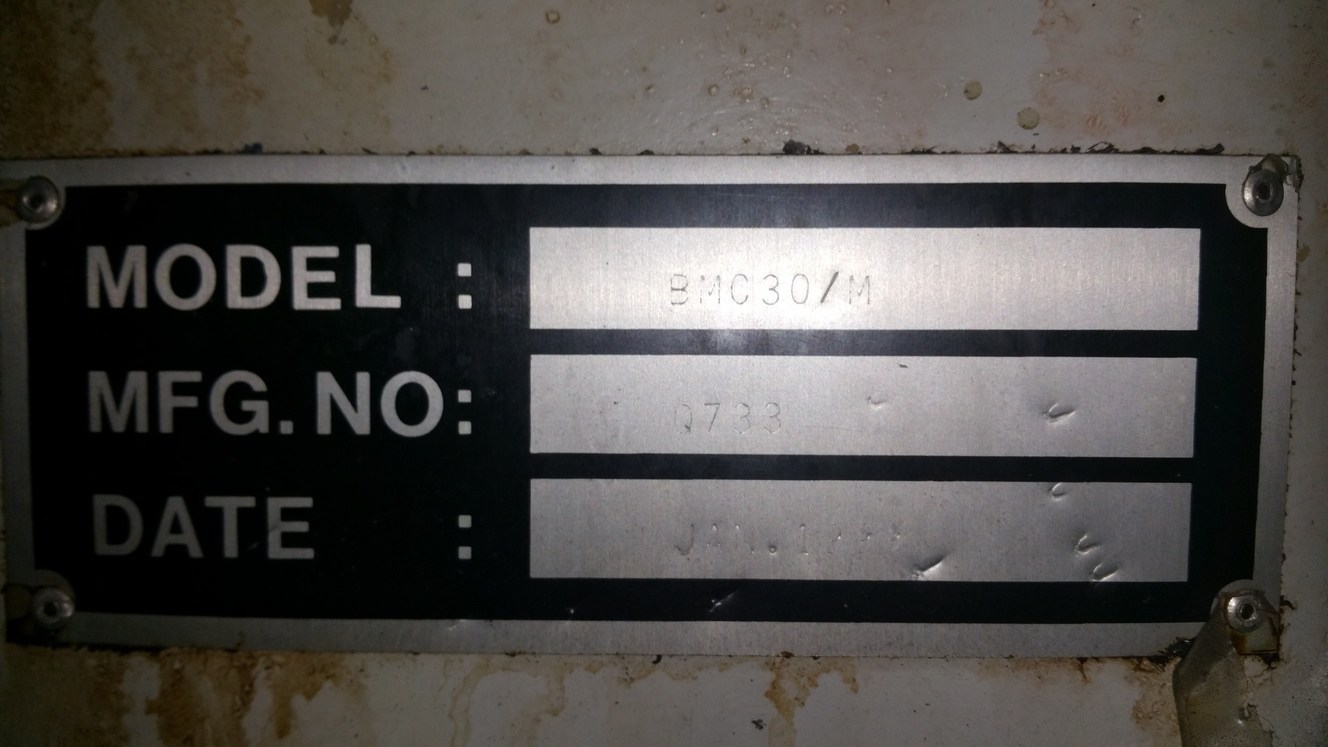 MODEL : BMC30/M
MFG. NO: Q733
DATE :